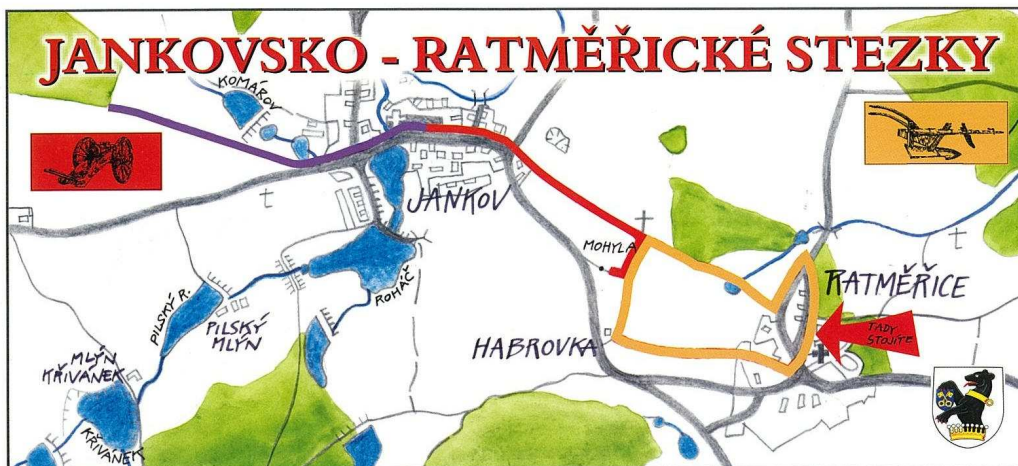 JANKOVSKO - RATMĚŘICKÉ STEZKY
KOMÁROV
JANKOV
MOHYLA
RATMĚŘICE
ROHÁČ
PILSKÝ R.
PILSKÝ
MLÝN
HABROVKA
TADY
STOJÍTE
MLÝN
KŘIVÁNEK
KŘIVÁNEK